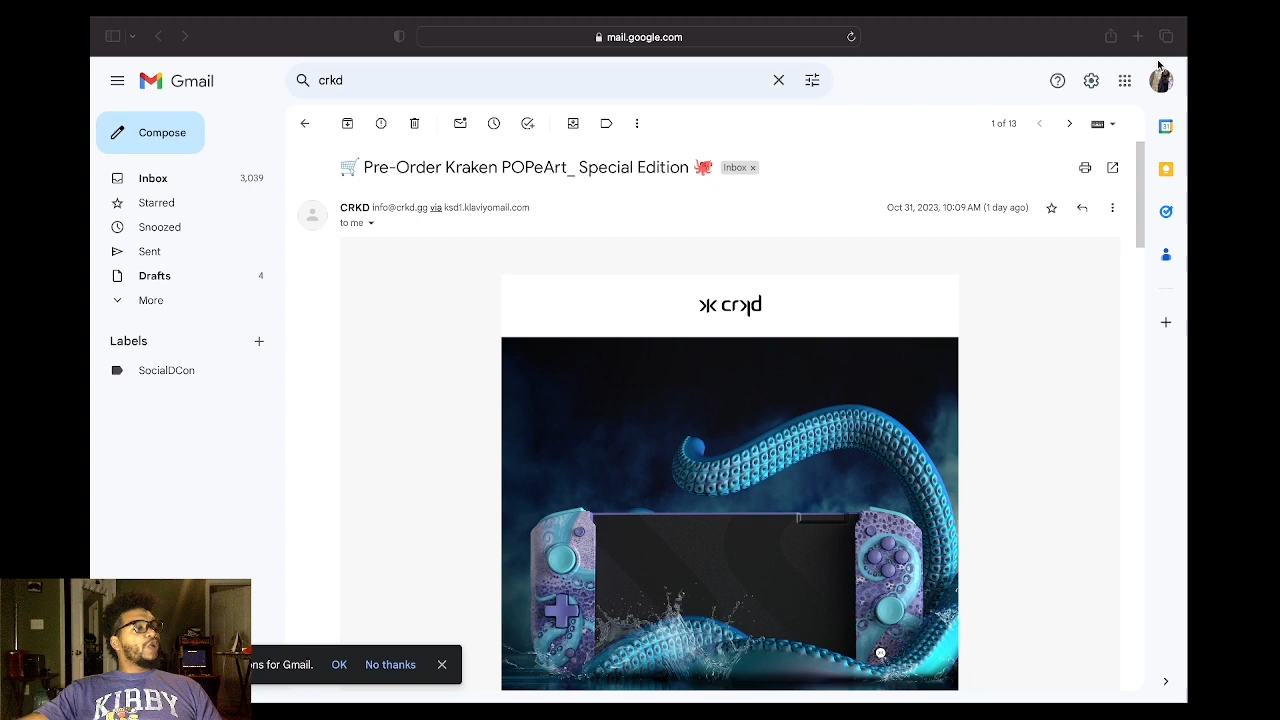 mail.google.com
Gmail
crkd
Compose
1 of 13
🛒 Pre-Order Kraken POPeArt_ Special Edition 🐙 Inbox ×
Inbox 3,039
CRKD info@crkd.gg via ksd1.klaviyomail.com
Oct 31, 2023, 10:09 AM (1 day ago)
to me
Starred
Snoozed
Sent
Drafts 4
More
Labels
SocialDCon
31
crkd
ns for Gmail. OK No thanks
KIRBY